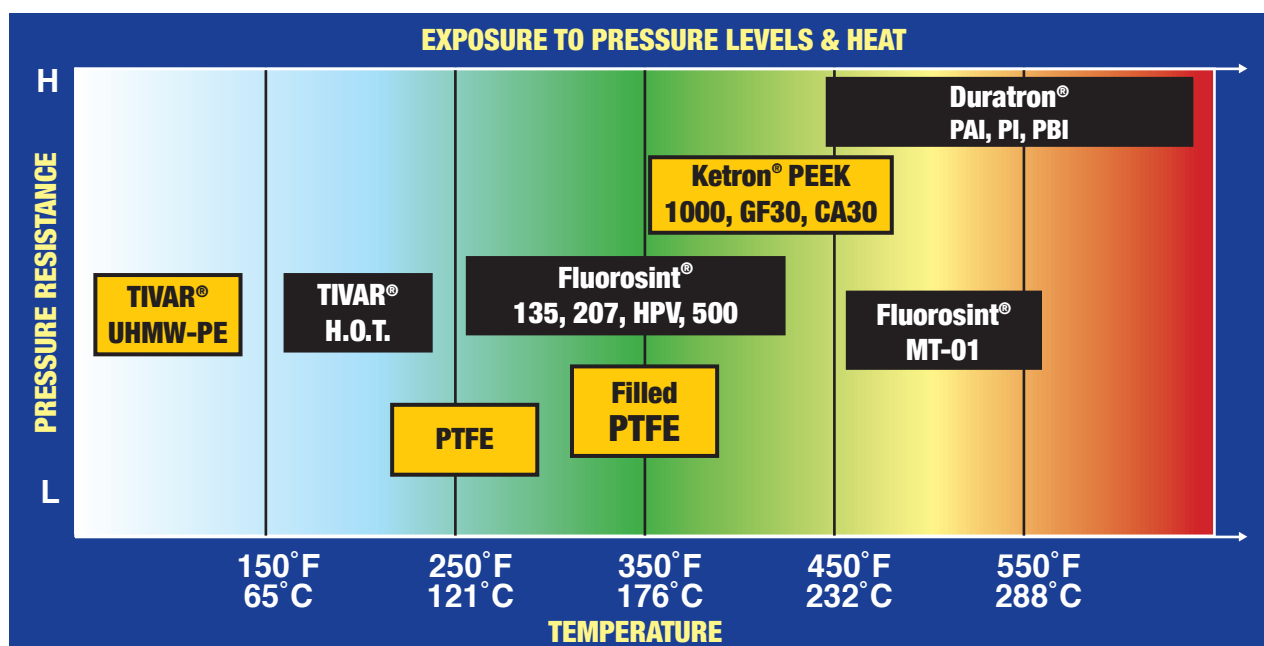 EXPOSURE TO PRESSURE LEVELS & HEAT
H
PRESSURE RESISTANCE
L
Duratron®
PAI, PI, PBI
Ketron® PEEK
1000, GF30, CA30
TIVAR®
UHMW-PE
TIVAR®
H.O.T.
Fluorosint®
135, 207, HPV, 500
Fluorosint®
MT-01
PTFE
Filled
PTFE
150˚F
65˚C
250˚F
121˚C
350˚F
176˚C
450˚F
232˚C
550˚F
288˚C
TEMPERATURE